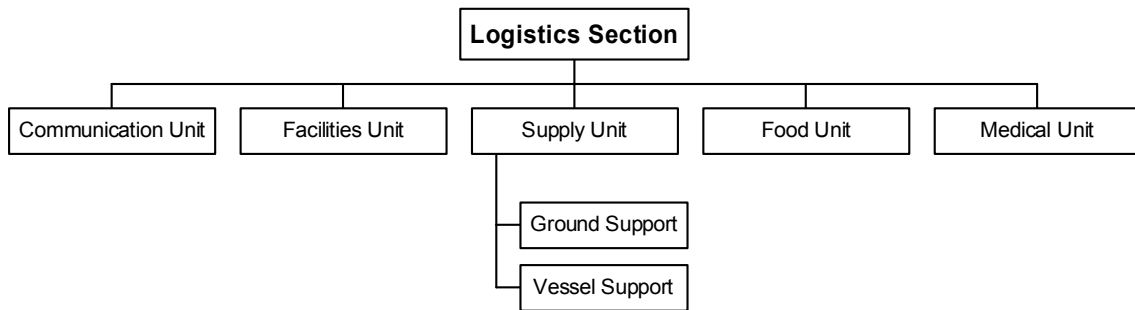 Logistics Section
Communication Unit
Facilities Unit
Supply Unit
Food Unit
Medical Unit
Ground Support
Vessel Support